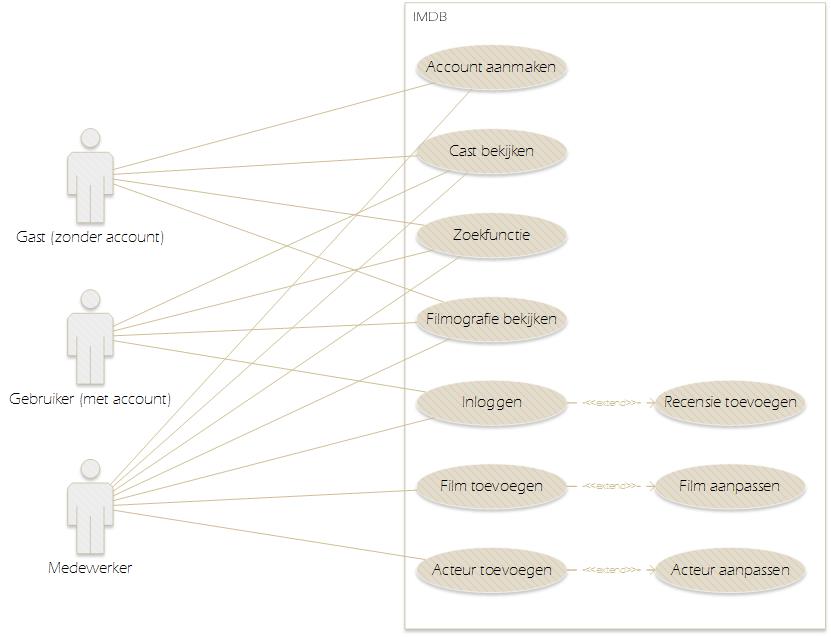 IMDB
Account aanmaken
Cast bekijken
Gast (zonder account)
Zoekfunctie
Filmografie bekijken
Gebruiker (met account)
Inloggen
<<extend>>
Recensie toevoegen
Film toevoegen
<<extend>>
Film aanpassen
Medewerker
Acteur toevoegen
<<extend>>
Acteur aanpassen